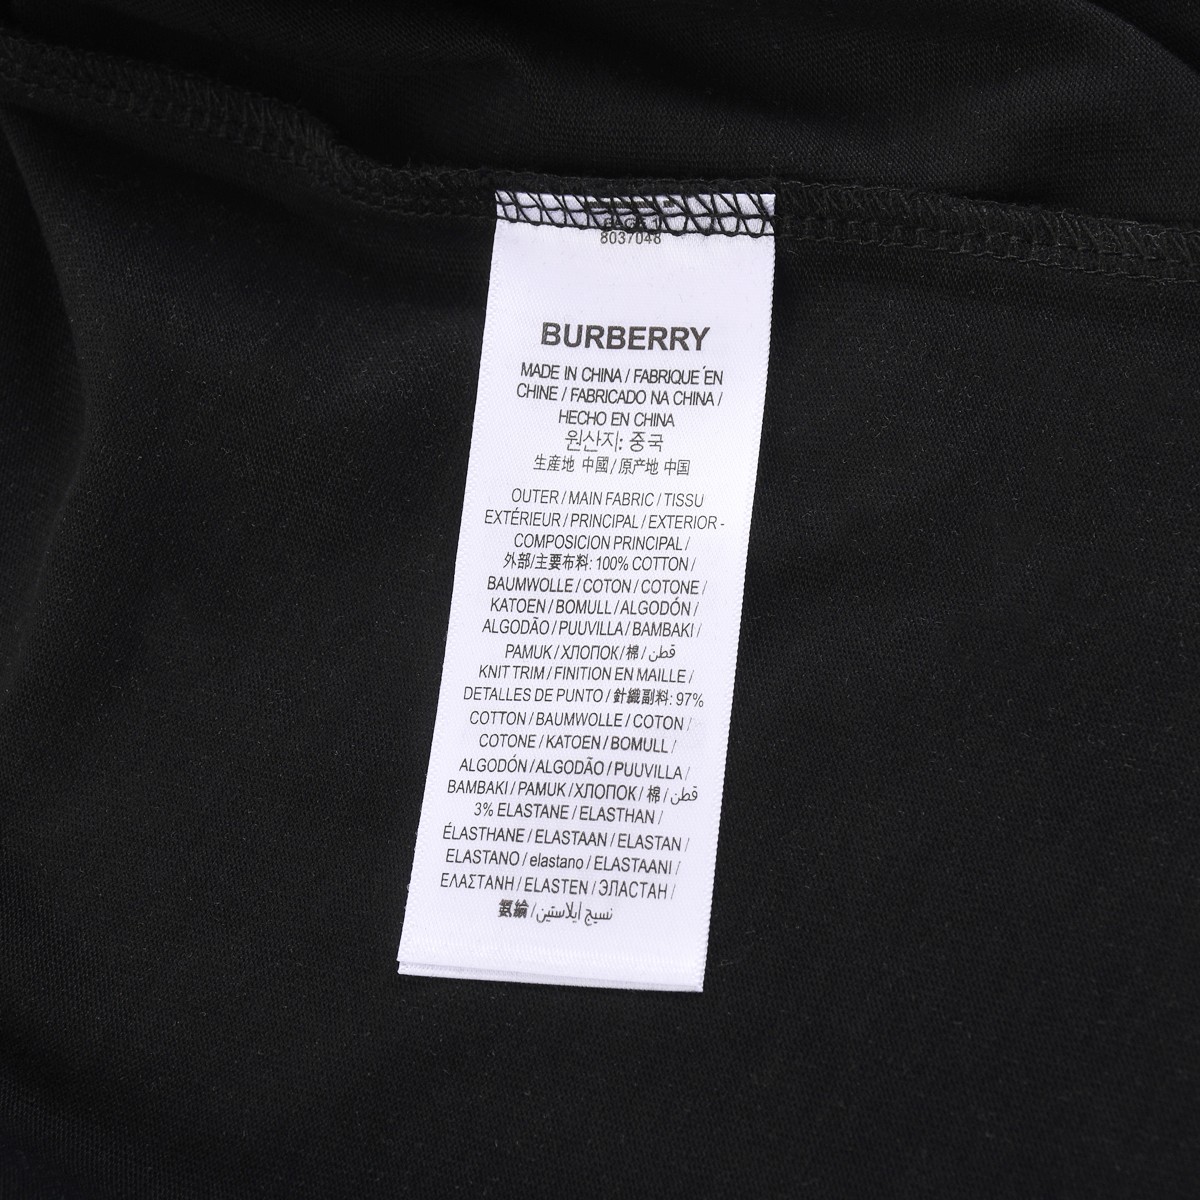 8037048
BURBERRY
MADE IN CHINA / FABRIQUE´EN
CHINE / FABRICADO NA CHINA /
HECHO EN CHINA
원산지: 중국
生産地 中國 / 原产地 中国
OUTER / MAIN FABRIC / TISSU
EXTÉRIEUR / PRINCIPAL / EXTERIOR -
COMPOSICION PRINCIPAL /
外部/主要布料: 100% COTTON /
BAUMWOLLE / COTON / COTONE /
KATOEN / BOMULL / ALGODÓN /
ALGODÃO / PUUVILLA / BAMBAKI /
PAMUK / ХЛОПОК / 棉 / قطن
KNIT TRIM / FINITION EN MAILLE /
DETALLES DE PUNTO / 針織副料: 97%
COTTON / BAUMWOLLE / COTON /
COTONE / KATOEN / BOMULL /
ALGODÓN / ALGODÃO / PUUVILLA /
BAMBAKI / PAMUK / ХЛОПОК / 棉 / قطن
3% ELASTANE / ELASTHAN /
ÉLASTHANE / ELASTAAN / ELASTAN /
ELASTANO / elastano / ELASTAANI /
ΕΛΑΣΤΑΝΗ / ELASTEN / ЭЛАСТАН /
/ نسيج إيلاستين